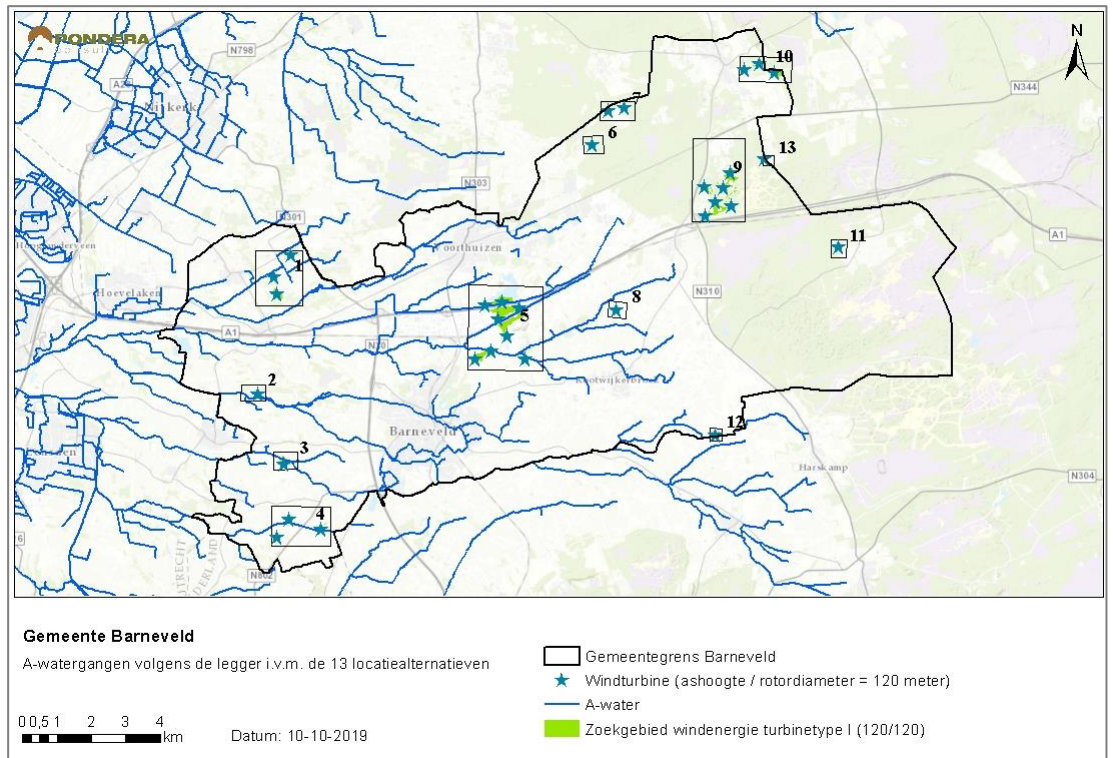 PONDERA
N
N798
10
Nijkerk
N344
7
6
13
N303
9
N301
A1
Voorthuizen
11
1
Hoevelaken
N310
8
5
A1
2
Barneveld
12
3
Harskamp
N304
4
N802
Gemeente Barneveld
A-watergangen volgens de legger i.v.m. de 13 locatiealternatieven
0 0,5 1 2 3 4
km
Datum: 10-10-2019
Gemeentegrens Barneveld
Windturbine (ashoogte / rotordiameter = 120 meter)
A-water
Zoekgebied windenergie turbinetype I (120/120)